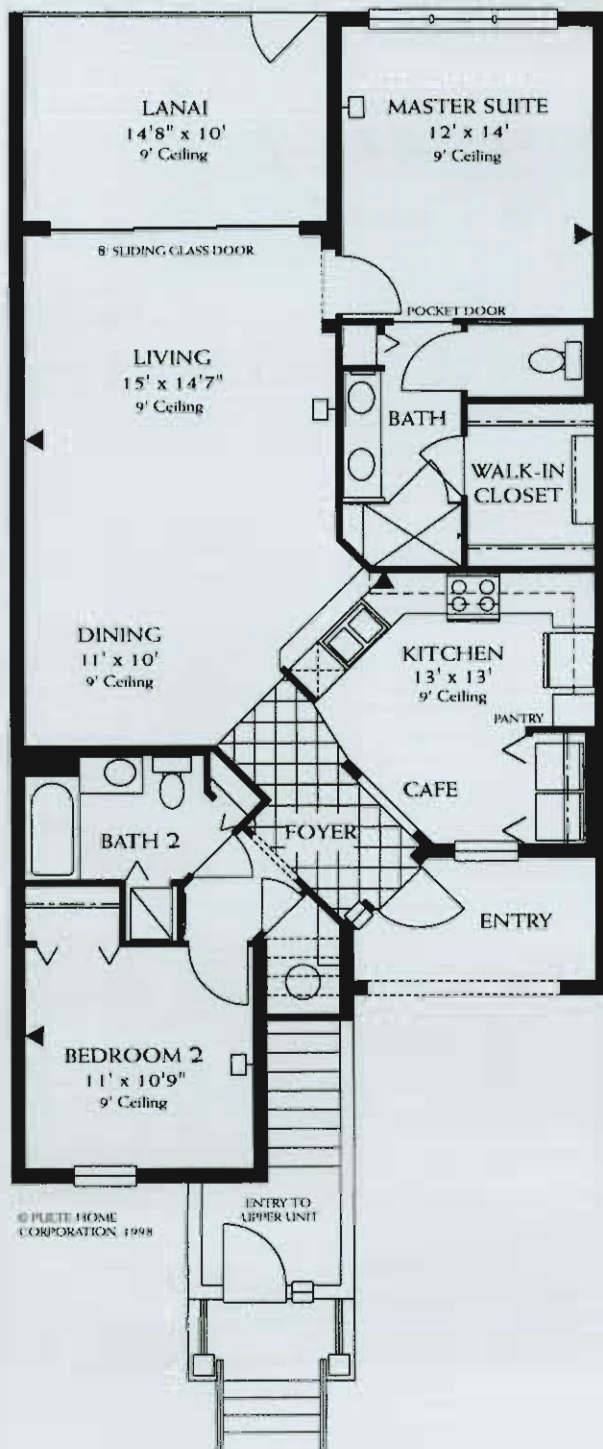 LANAI
14'8" x 10'
9' Ceiling
MASTER SUITE
12' x 14'
9' Ceiling
8' SLIDING GLASS DOOR
POCKET DOOR
LIVING
15' x 14'7"
9' Ceiling
BATH
WALK-IN
CLOSET
DINING
11' x 10'
9' Ceiling
KITCHEN
13' x 13'
9' Ceiling
PANTRY
CAFE
BATH 2
FOYER
ENTRY
BEDROOM 2
11' x 10'9"
9' Ceiling
© PULTE HOME
CORPORATION, 1998
ENTRY TO
UPPER UNIT